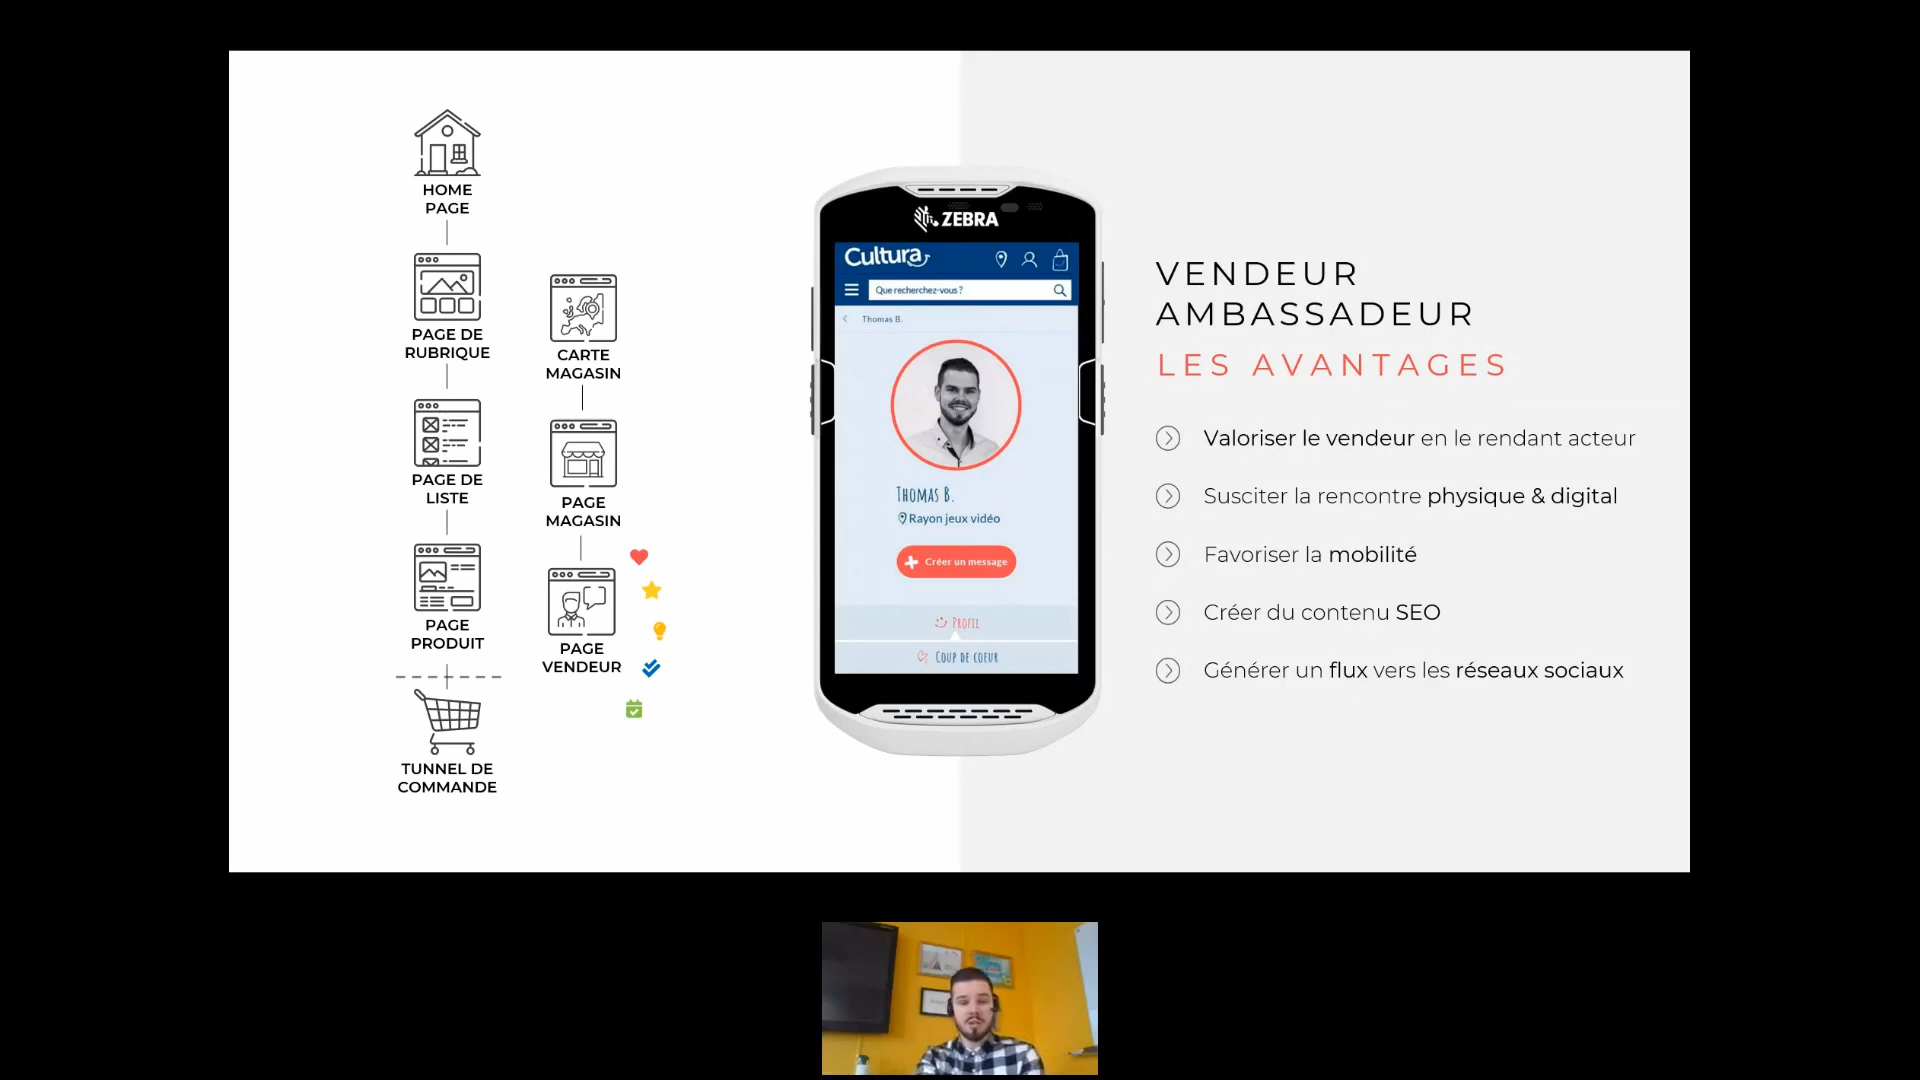 HOME
PAGE
PAGE DE
RUBRIQUE
PAGE DE
LISTE
PAGE
PRODUIT
TUNNEL DE
COMMANDE
CARTE
MAGASIN
PAGE
MAGASIN
PAGE
VENDEUR
ZEBRA
Cultura
Que recherchez-vous ?
Thomas B.
THOMAS B.
Rayon jeux vidéo
Créer un message
PROFIL
COUP DE COEUR
VENDEUR
AMBASSADEUR
LES AVANTAGES
Valoriser le vendeur en le rendant acteur
Susciter la rencontre physique & digital
Favoriser la mobilité
Créer du contenu SEO
Générer un flux vers les réseaux sociaux